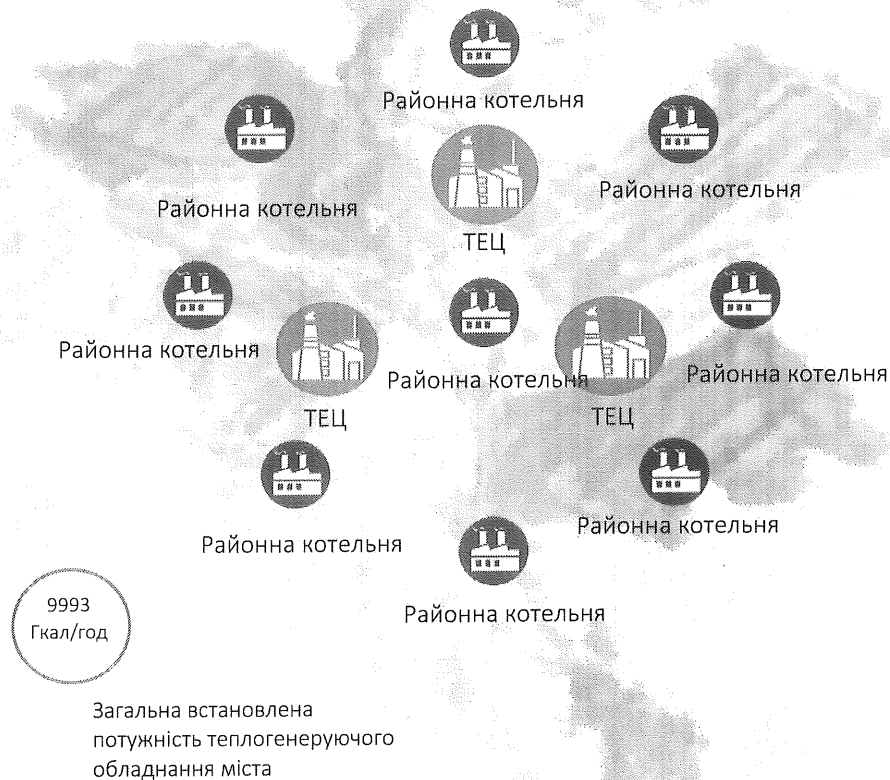 Районна котельня
Районна котельня
Районна котельня
ТЕЦ
Районна котельня
Районна котельня
Районна котельня
ТЕЦ
ТЕЦ
Районна котельня
Районна котельня
Районна котельня
9993
Гкал/год
Загальна встановлена
потужність теплогенеруючого
обладнання міста